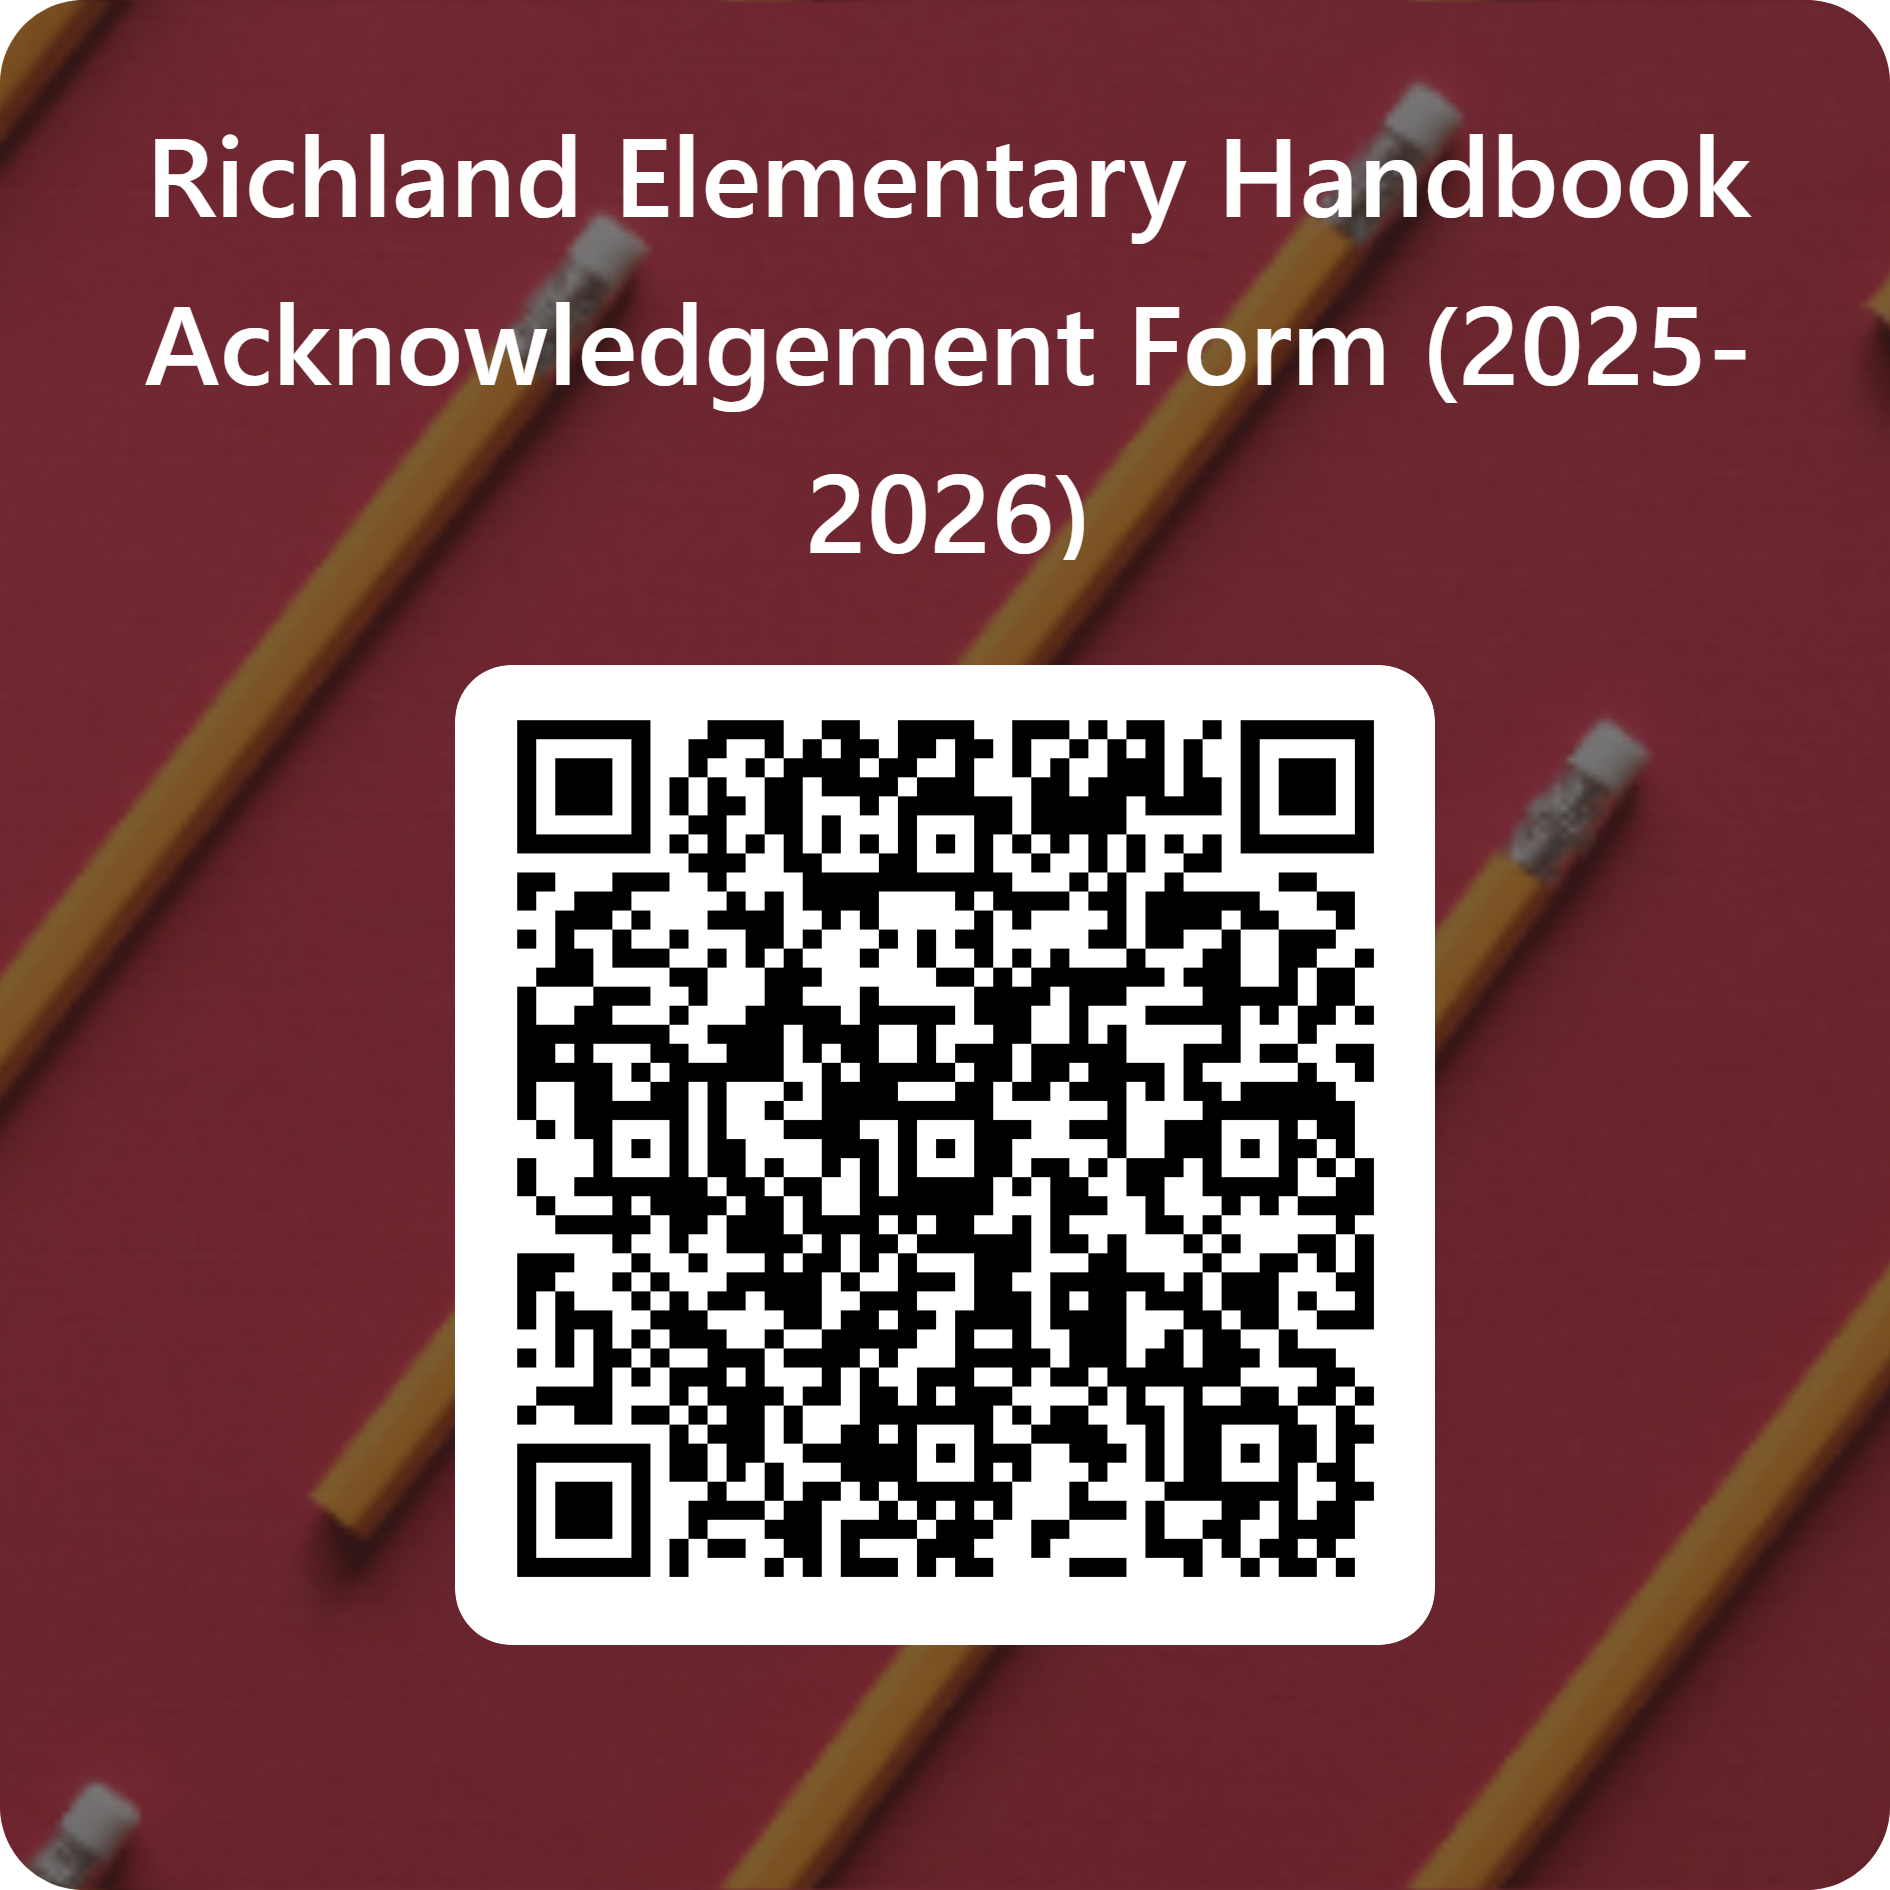 Richland Elementary Handbook
Acknowledgement Form (2025-
2026)